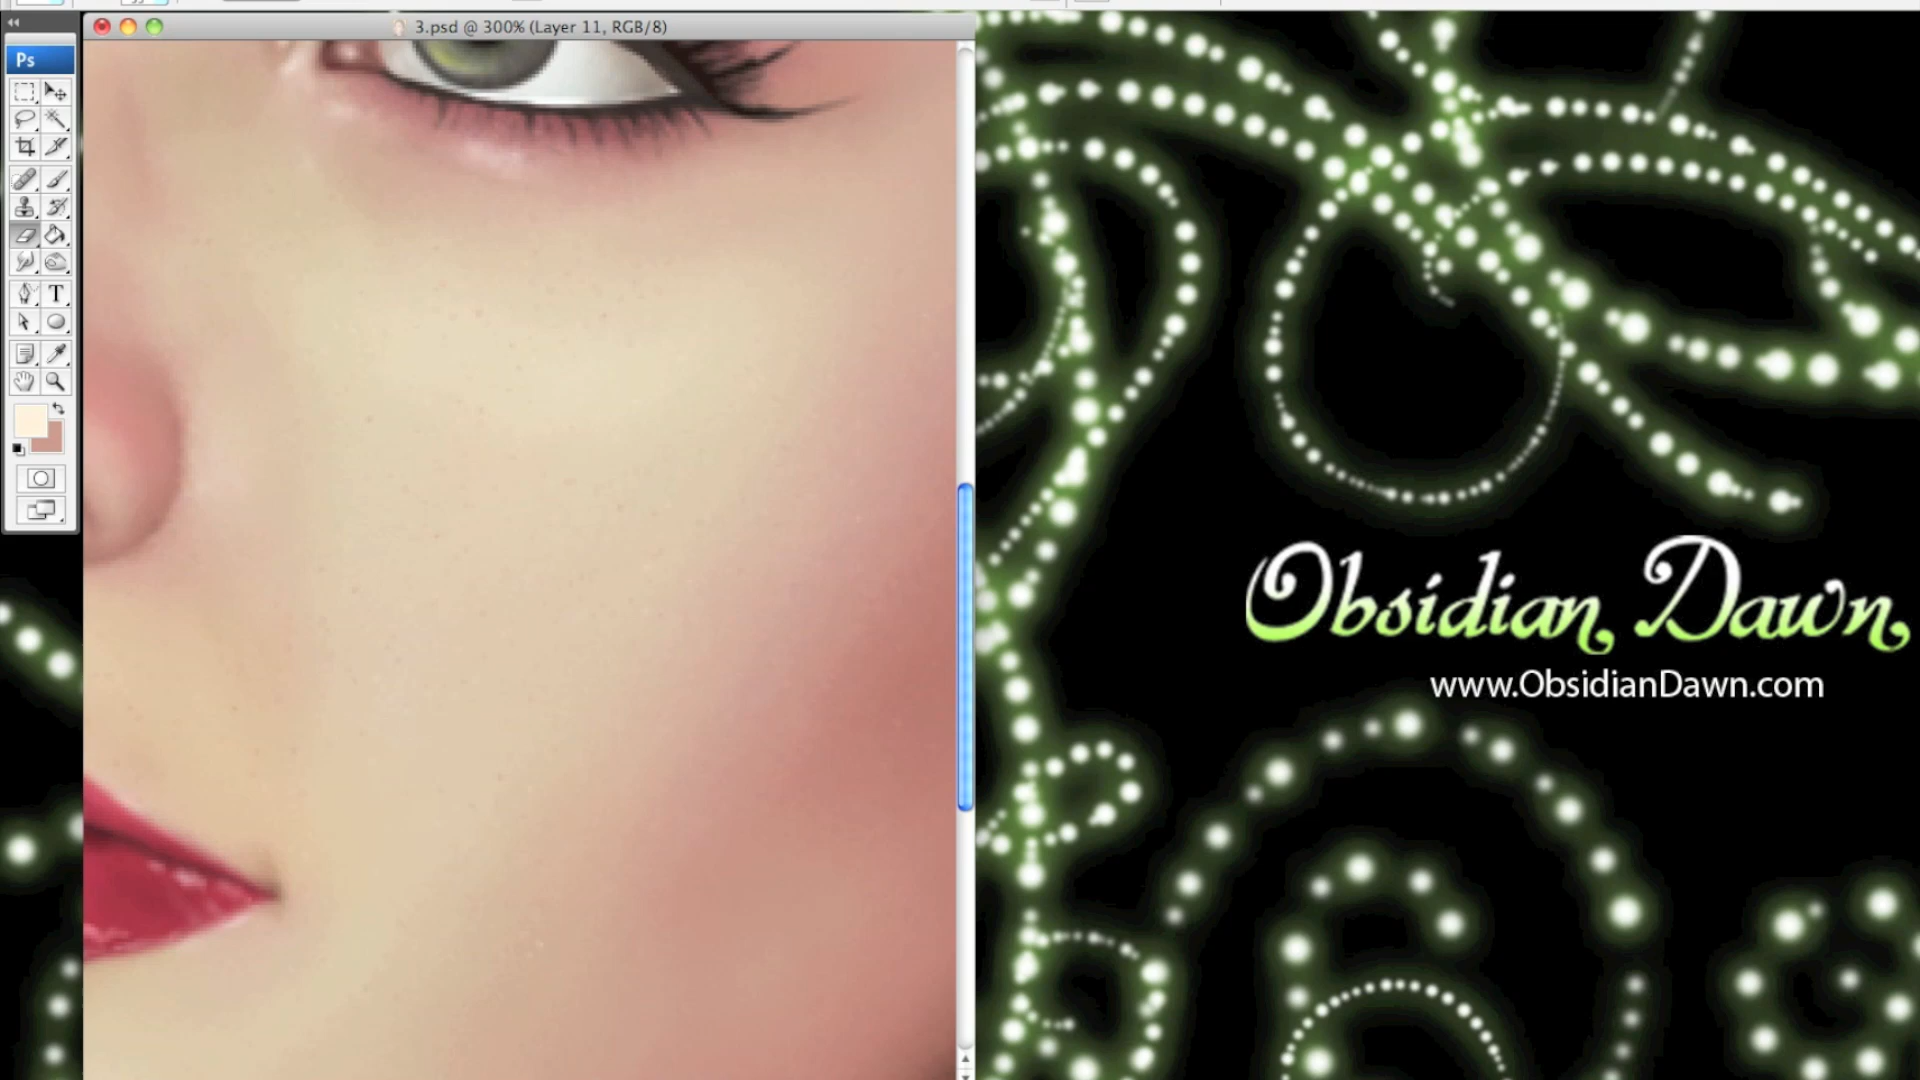 3.psd @ 300% (Layer 11, RGB/8)
Ps
T
Obsidian Dawn
www.ObsidianDawn.com